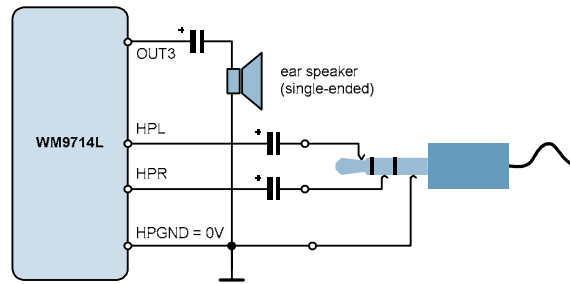 OUT3
ear speaker
(single-ended)
HPL
WM9714L
HPR
HPGND = 0V